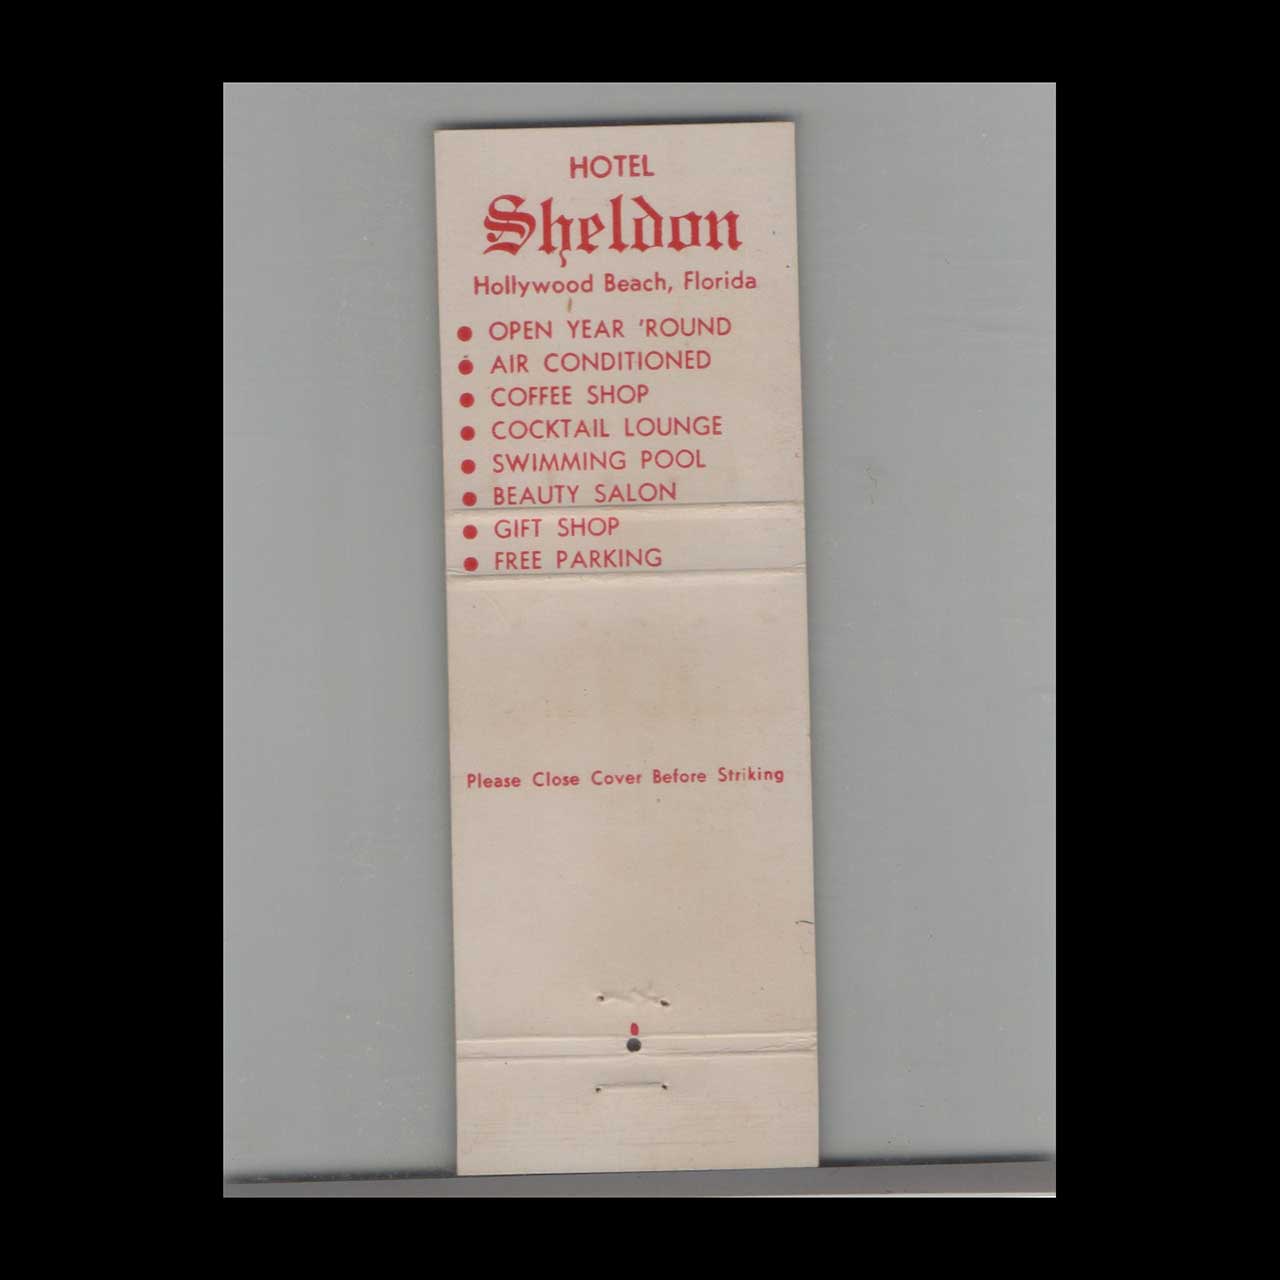 HOTEL
Sheldon
Hollywood Beach, Florida
• OPEN YEAR 'ROUND
• AIR CONDITIONED
• COFFEE SHOP
• COCKTAIL LOUNGE
• SWIMMING POOL
• BEAUTY SALON
• GIFT SHOP
• FREE PARKING
Please Close Cover Before Striking